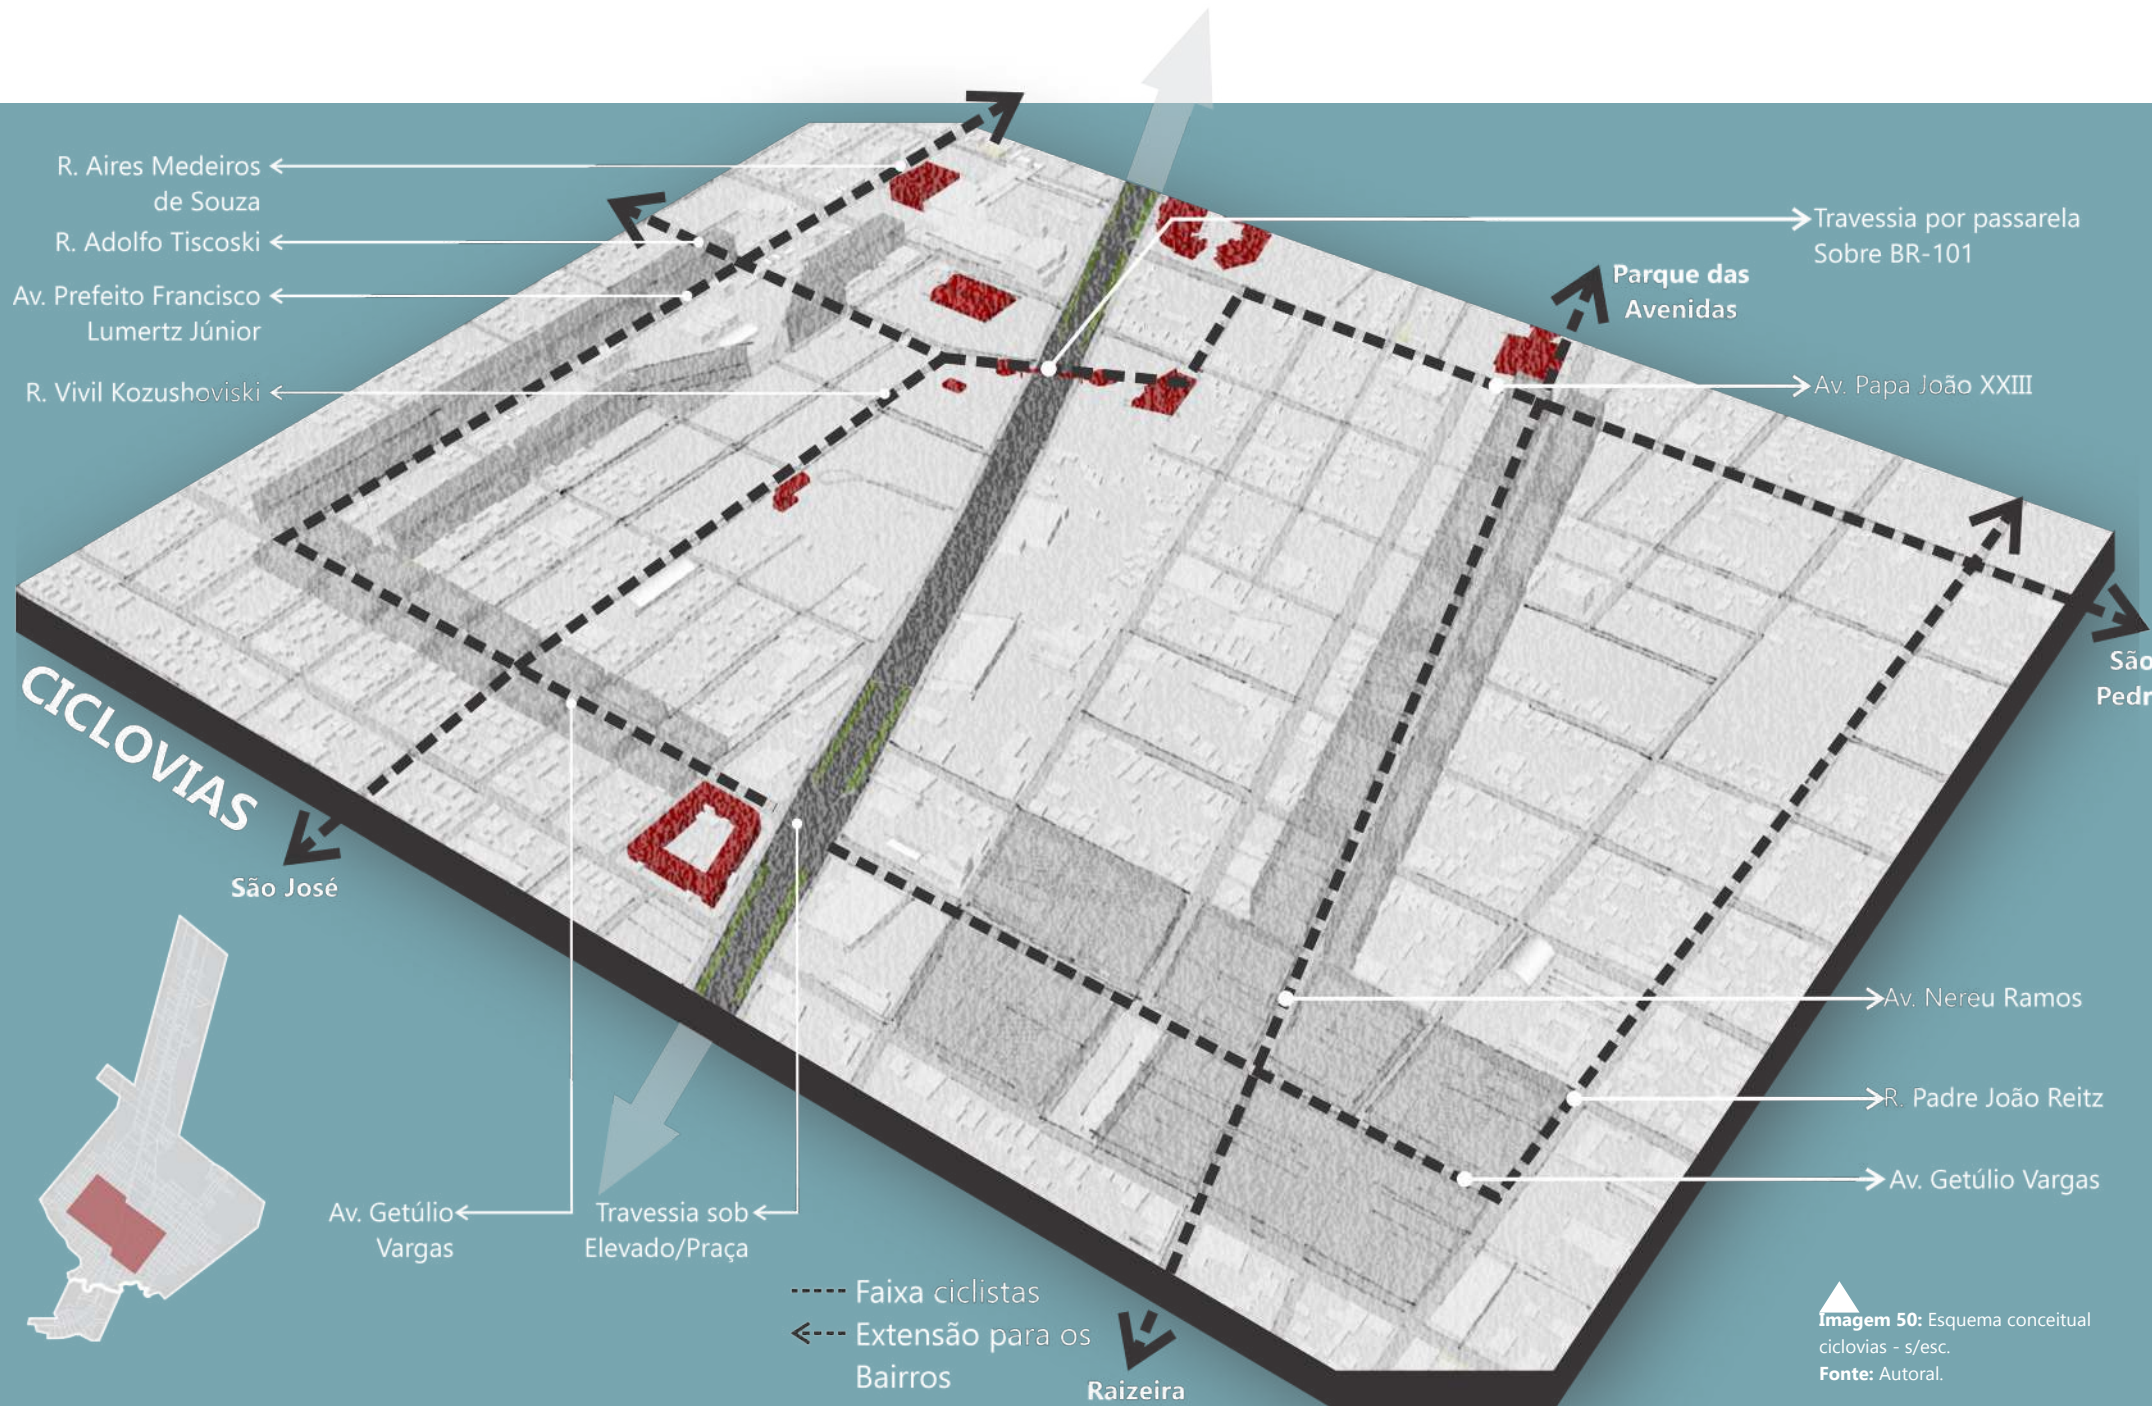 R. Aires Medeiros
de Souza
R. Adolfo Tiscoski
Av. Prefeito Francisco
Lumertz Júnior
R. Vivil Kozushoviski
Travessia por passarela
Sobre BR-101
Parque das
Avenidas
Av. Papa João XXIII
São
Pedr
CICLOVIAS
São José
Av. Nereu Ramos
R. Padre João Reitz
Av. Getúlio Vargas
Av. Getúlio
Vargas
Travessia sob
Elevado/Praça
Faixa ciclistas
Extensão para os
Bairros
Raizeira
Imagem 50: Esquema conceitual
ciclovias - s/esc.
Fonte: Autoral.